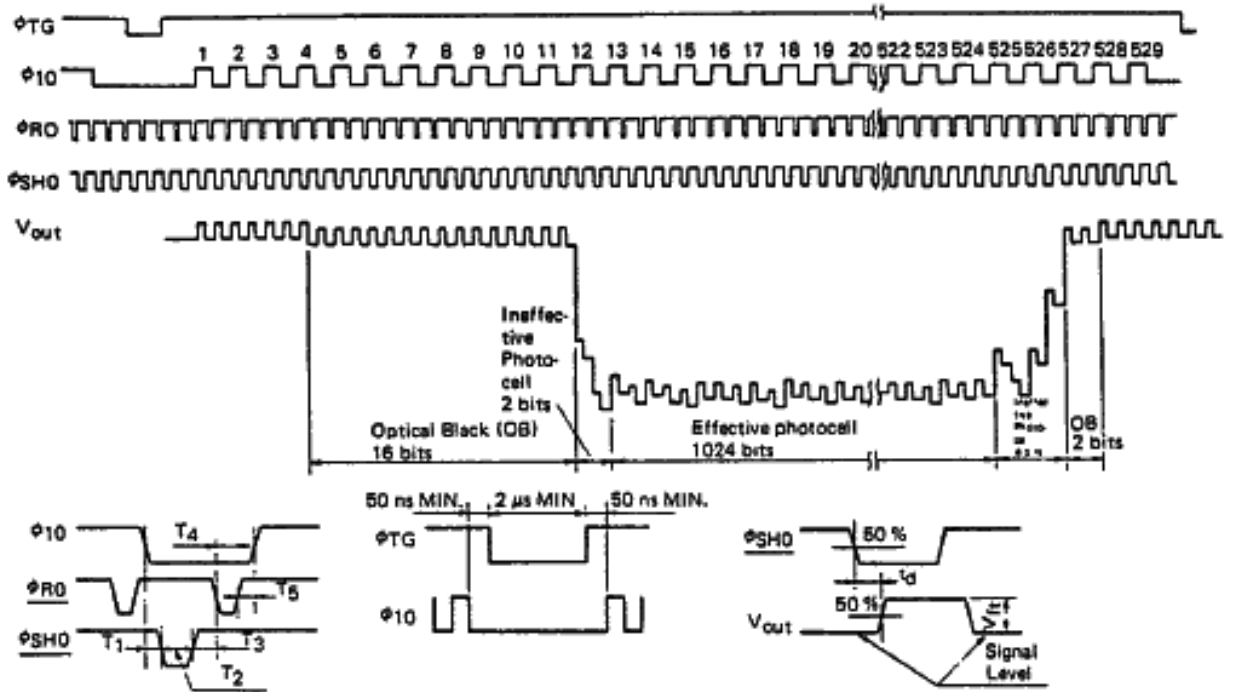 φTG
1 2 3 4 5 6 7 8 9 10 11 12 13 14 15 16 17 18 19 20 522 523 524 525 526 527 528 529
φ10
φRO
φSHO
Vout
Ineffec-
tive
Photo-
cell
2 bits
Optical Black (OB)
16 bits
Effective photocell
1024 bits
OB
2 bits
φ10
T4
φRO
T5
φSHO
T1
T3
T2
50 ns MIN.
2 μs MIN
50 ns MIN.
φTG
φ10
φSHO
50 %
td
50 %
Vout
Signal
Level